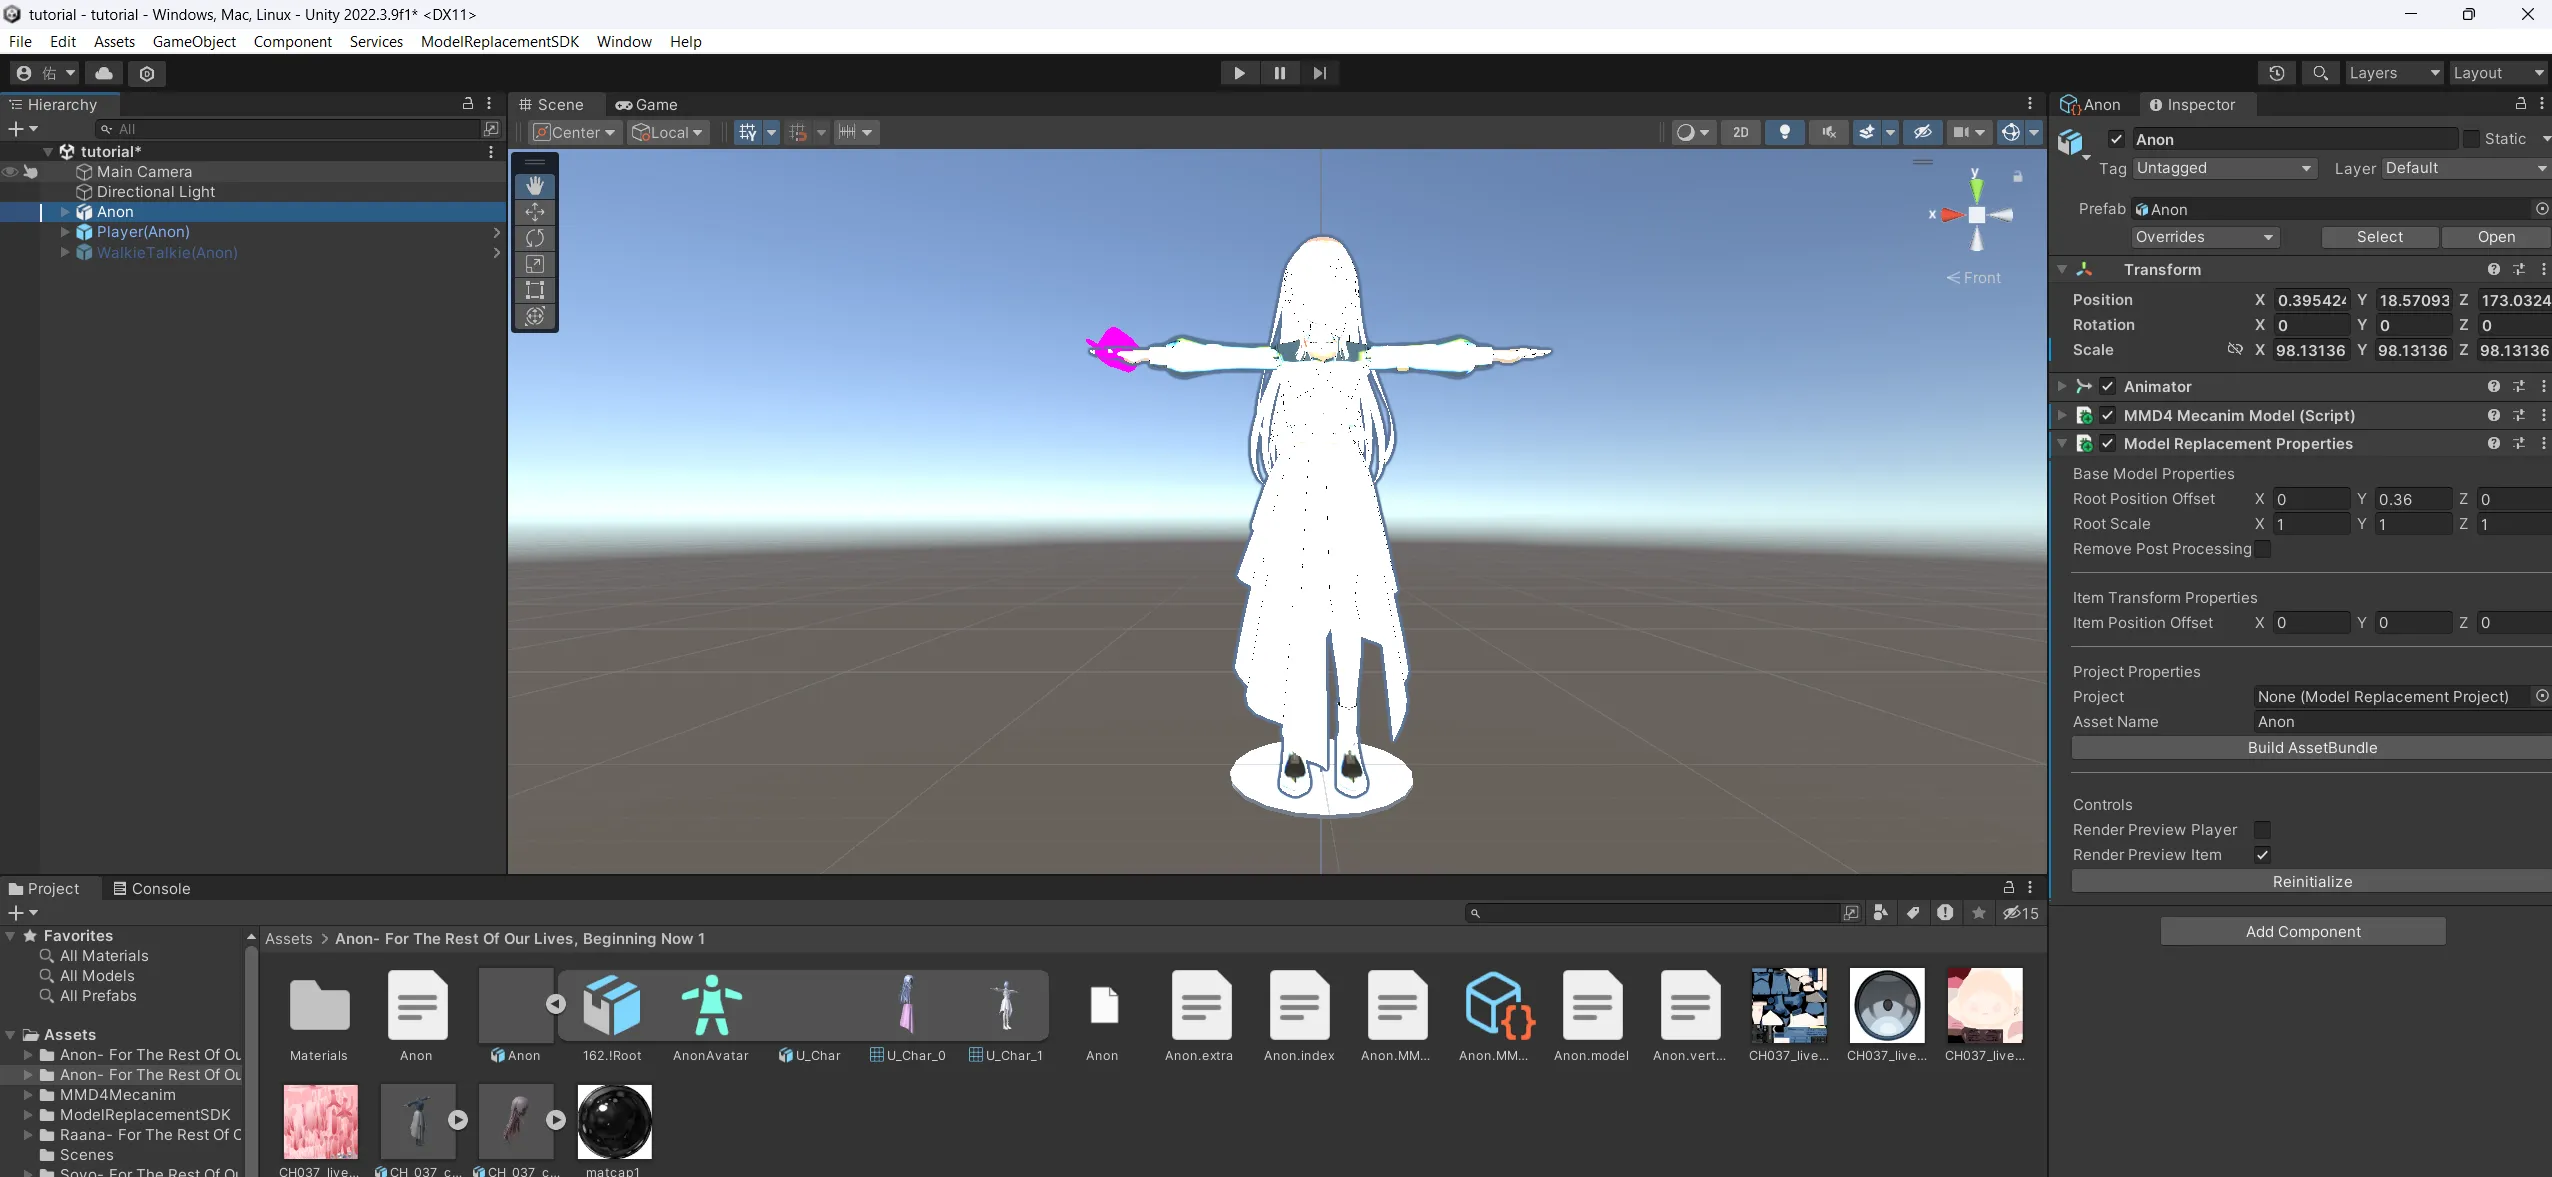 tutorial - tutorial - Windows, Mac, Linux - Unity 2022.3.9f1* <DX11>
File Edit Assets GameObject Component Services ModelReplacementSDK Window Help
佑 Layers Layout
Hierarchy
All
tutorial*
Main Camera
Directional Light
Anon
Player(Anon)
WalkieTalkie(Anon)
Scene Game
Center Local 2D
y
x
Front
Anon Inspector
Anon Static
Tag Untagged Layer Default
Prefab Anon
Overrides Select Open
Transform
Position X 0.395424 Y 18.57093 Z 173.0324
Rotation X 0 Y 0 Z 0
Scale X 98.13136 Y 98.13136 Z 98.13136
Animator
MMD4 Mecanim Model (Script)
Model Replacement Properties
Base Model Properties
Root Position Offset X 0 Y 0.36 Z 0
Root Scale X 1 Y 1 Z 1
Remove Post Processing
Item Transform Properties
Item Position Offset X 0 Y 0 Z 0
Project Properties
Project None (Model Replacement Project)
Asset Name Anon
Build AssetBundle
Controls
Render Preview Player
Render Preview Item
Reinitialize
Add Component
Project Console
15
Favorites
All Materials
All Models
All Prefabs
Assets
Anon- For The Rest Of Ou
Anon- For The Rest Of Ou
MMD4Mecanim
ModelReplacementSDK
Raana- For The Rest Of O
Scenes
Soyo- For The Rest Of Ou
Assets > Anon- For The Rest Of Our Lives, Beginning Now 1
Materials Anon Anon 162.!Root AnonAvatar U_Char U_Char_0 U_Char_1 Anon Anon.extra Anon.index Anon.MM... Anon.MM... Anon.model Anon.vert... CH037_live... CH037_live... CH037_live...
CH037_live... CH_037_c... CH_037_c... matcap1